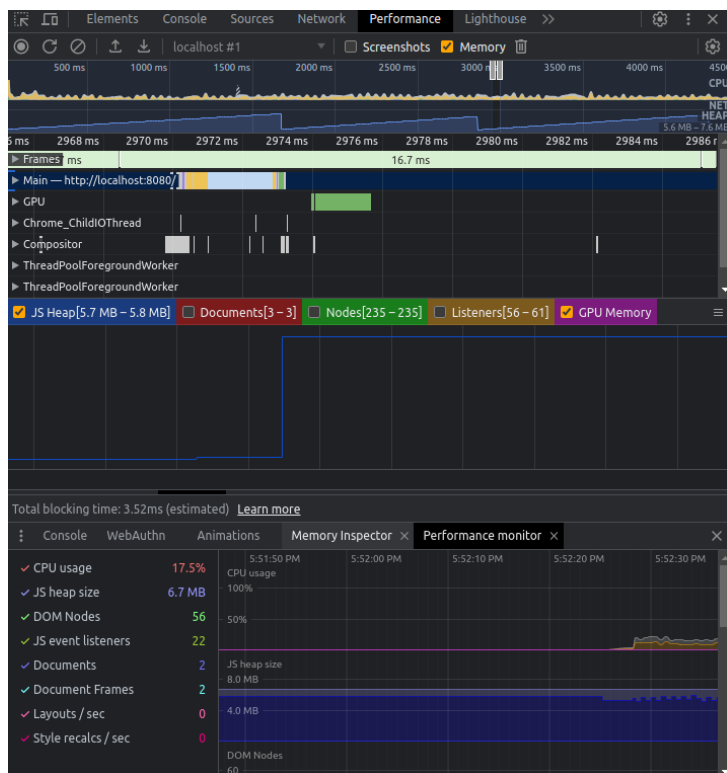 Elements Console Sources Network Performance Lighthouse
localhost #1 Screenshots Memory
500 ms 1000 ms 1500 ms 2000 ms 2500 ms 3000 3500 ms 4000 ms
CPU
NET
HEAP
5.6 MB – 7.6 MB
ms 2968 ms 2970 ms 2972 ms 2974 ms 2976 ms 2978 ms 2980 ms 2982 ms 2984 ms 2986
Frames ms 16.7 ms
Main — http://localhost:8080/
GPU
Chrome_ChildIOThread
Compositor
ThreadPoolForegroundWorker
ThreadPoolForegroundWorker
JS Heap[5.7 MB – 5.8 MB] Documents[3 – 3] Nodes[235 – 235] Listeners[56 – 61] GPU Memory
Total blocking time: 3.52ms (estimated) Learn more
Console WebAuthn Animations Memory Inspector × Performance monitor ×
5:51:50 PM 5:52:00 PM 5:52:10 PM 5:52:20 PM 5:52:30 PM
CPU usage 17.5%
JS heap size 6.7 MB
DOM Nodes 56
JS event listeners 22
Documents 2
Document Frames 2
Layouts / sec 0
Style recalcs / sec 0
CPU usage
100%
50%
JS heap size
8.0 MB
4.0 MB
DOM Nodes
60